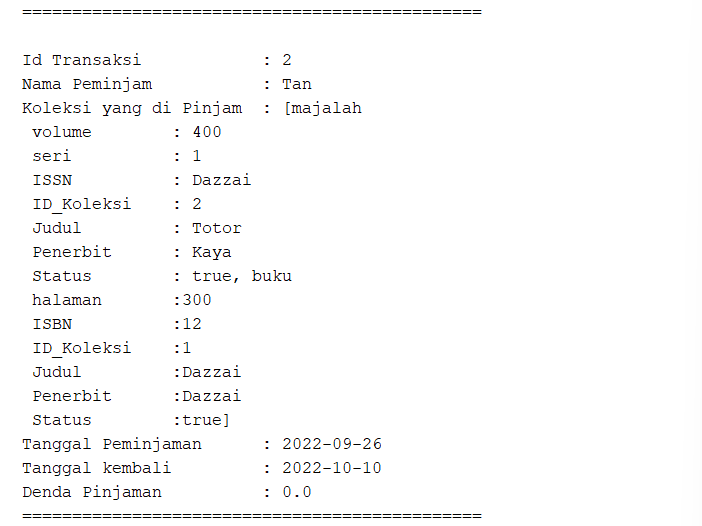 ==============================================
Id Transaksi            : 2
Nama Peminjam           : Tan
Koleksi yang di Pinjam  : [majalah
 volume        : 400
 seri          : 1
 ISSN          : Dazzai
 ID_Koleksi    : 2
 Judul         : Totor
 Penerbit      : Kaya
 Status        : true, buku
 halaman       :300
 ISBN          :12
 ID_Koleksi    :1
 Judul         :Dazzai
 Penerbit      :Dazzai
 Status        :true]
Tanggal Peminjaman      : 2022-09-26
Tanggal kembali         : 2022-10-10
Denda Pinjaman          : 0.0
==============================================